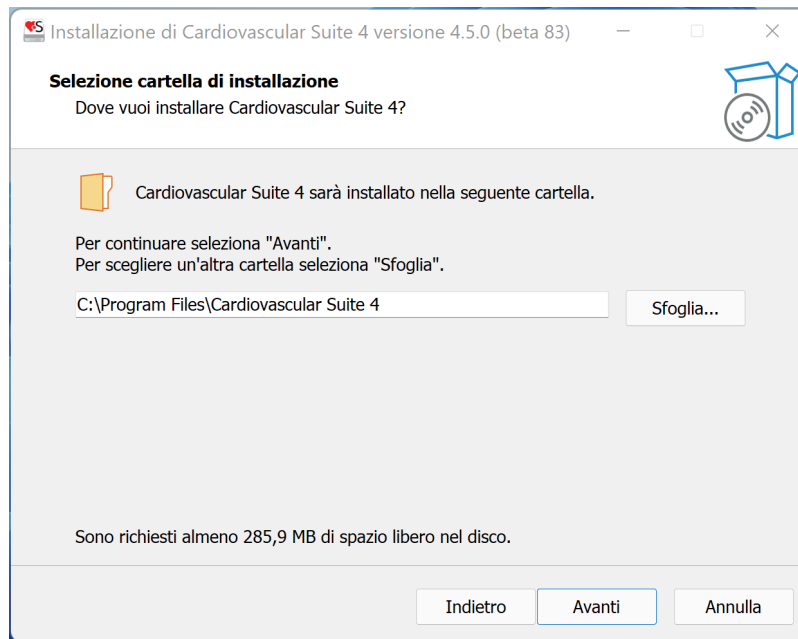 Installazione di Cardiovascular Suite 4 versione 4.5.0 (beta 83)
Selezione cartella di installazione
Dove vuoi installare Cardiovascular Suite 4?
Cardiovascular Suite 4 sarà installato nella seguente cartella.
Per continuare seleziona "Avanti".
Per scegliere un'altra cartella seleziona "Sfoglia".
C:\Program Files\Cardiovascular Suite 4
Sfoglia...
Sono richiesti almeno 285,9 MB di spazio libero nel disco.
Indietro
Avanti
Annulla